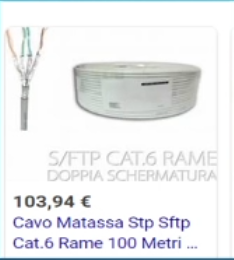 S/FTP CAT.6 RAME
DOPPIA SCHERMATURA
103,94 €
Cavo Matassa Stp Sftp
Cat.6 Rame 100 Metri ...